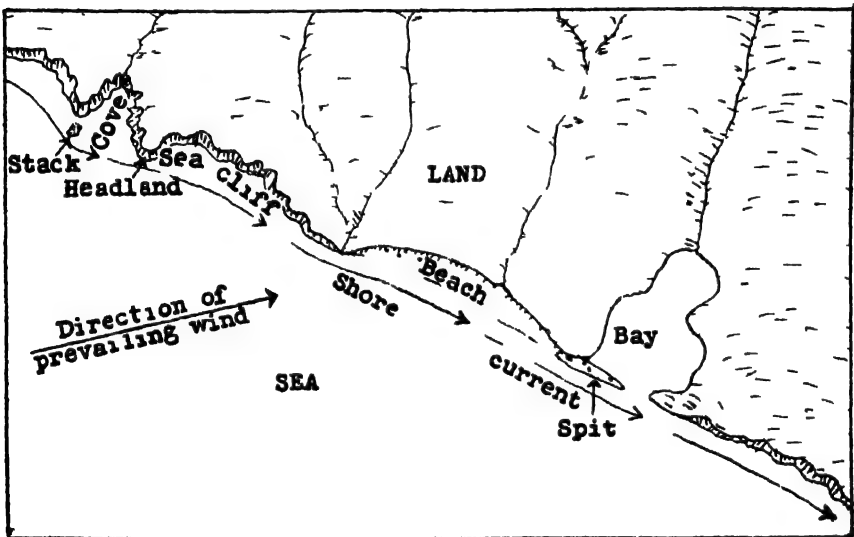 Cove
Stack
Headland
Sea cliff
LAND
Beach
Shore current
Direction of
prevailing wind
SEA
Bay
Spit